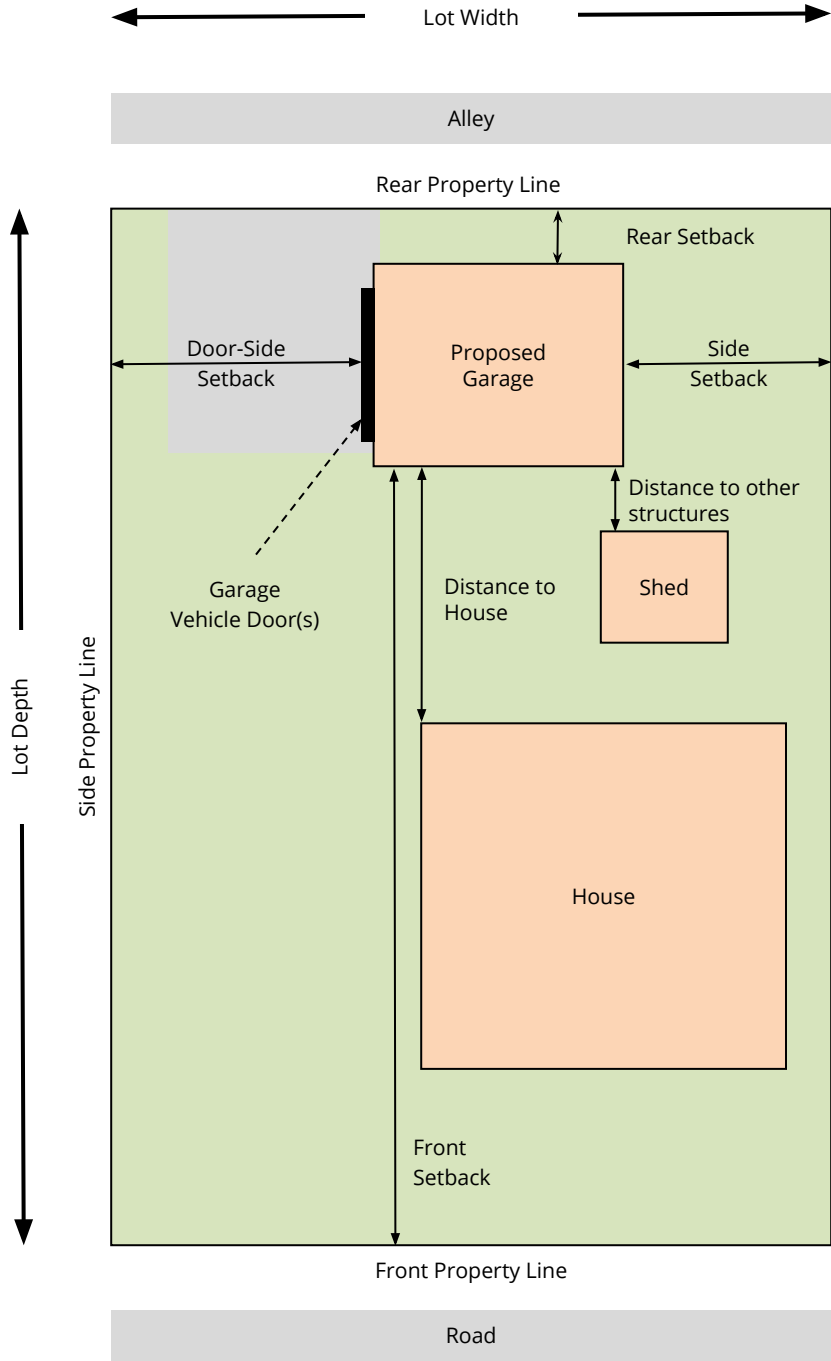 Lot Width
Alley
Rear Property Line
Rear Setback
Door-Side
Setback
Proposed
Garage
Side
Setback
Distance to other
structures
Garage
Vehicle Door(s)
Distance to
House
Shed
Lot Depth
Side Property Line
House
Front
Setback
Front Property Line
Road